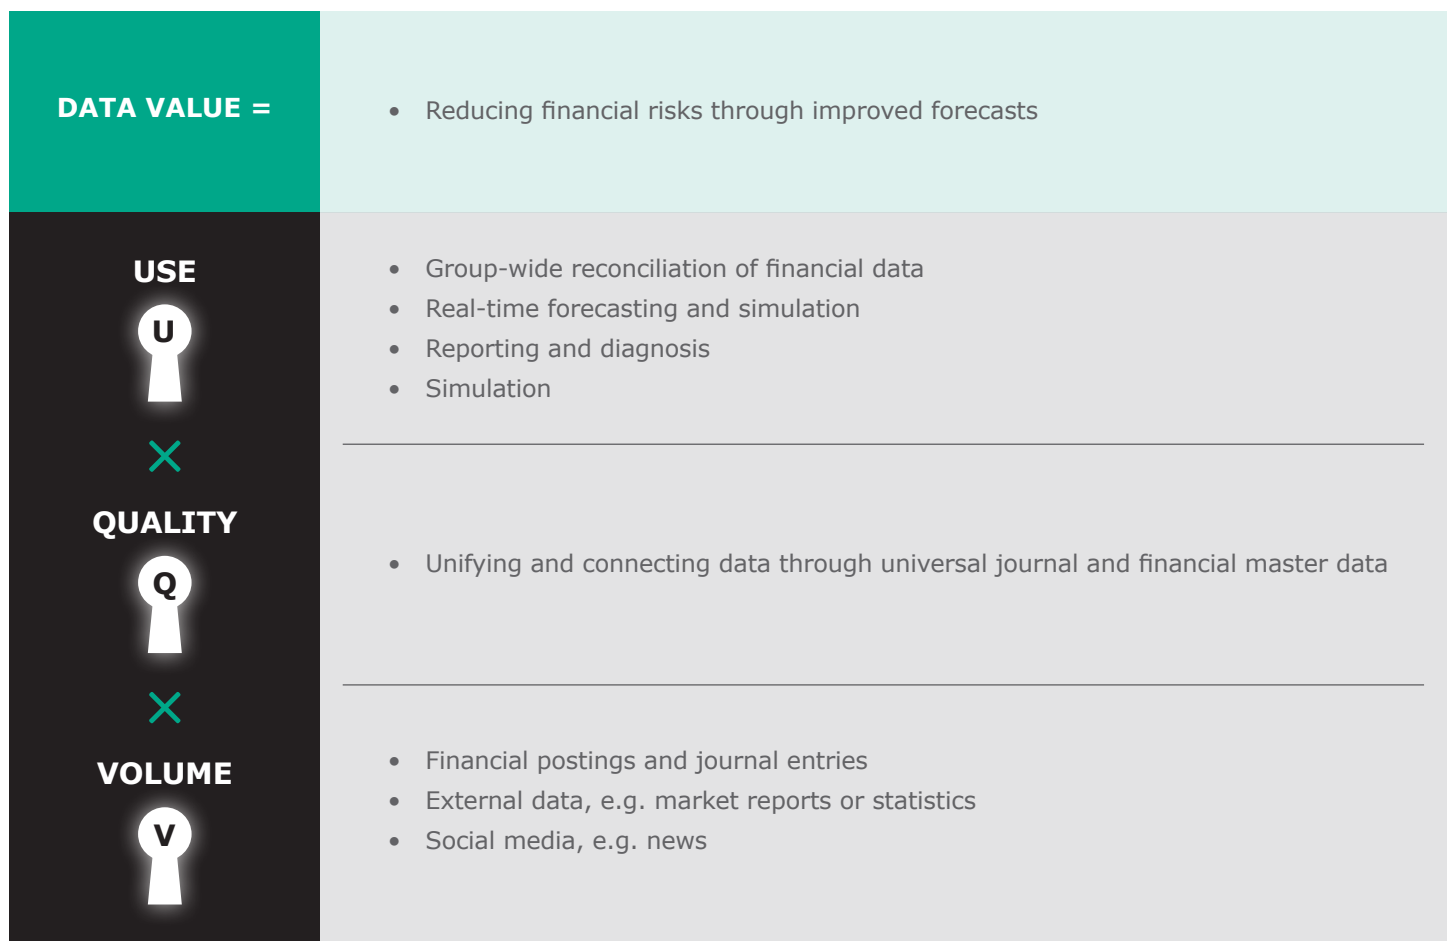 DATA VALUE =
• Reducing financial risks through improved forecasts
USE
U
• Group-wide reconciliation of financial data
• Real-time forecasting and simulation
• Reporting and diagnosis
• Simulation
×
QUALITY
Q
• Unifying and connecting data through universal journal and financial master data
×
VOLUME
V
• Financial postings and journal entries
• External data, e.g. market reports or statistics
• Social media, e.g. news